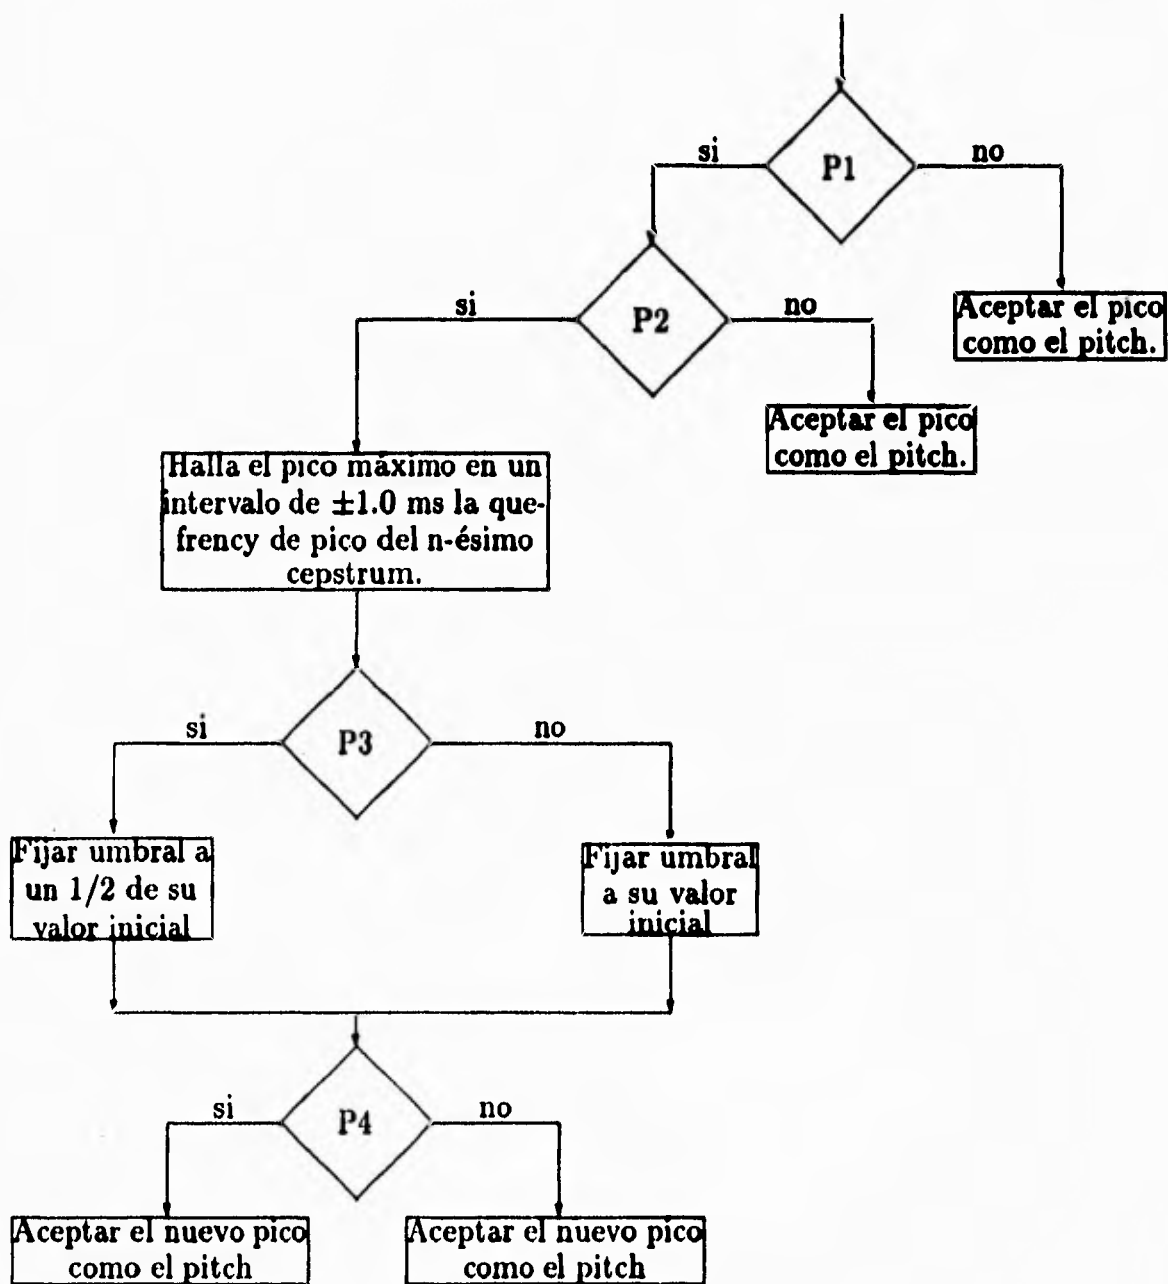 P1
si
no
P2
si
no
Aceptar el pico
como el pitch.
Aceptar el pico
como el pitch.
Halla el pico máximo en un
intervalo de ±1.0 ms la que-
frency de pico del n-ésimo
cepstrum.
P3
si
no
Fijar umbral a
un 1/2 de su
valor inicial
Fijar umbral
a su valor
inicial
P4
si
no
Aceptar el nuevo pico
como el pitch
Aceptar el nuevo pico
como el pitch